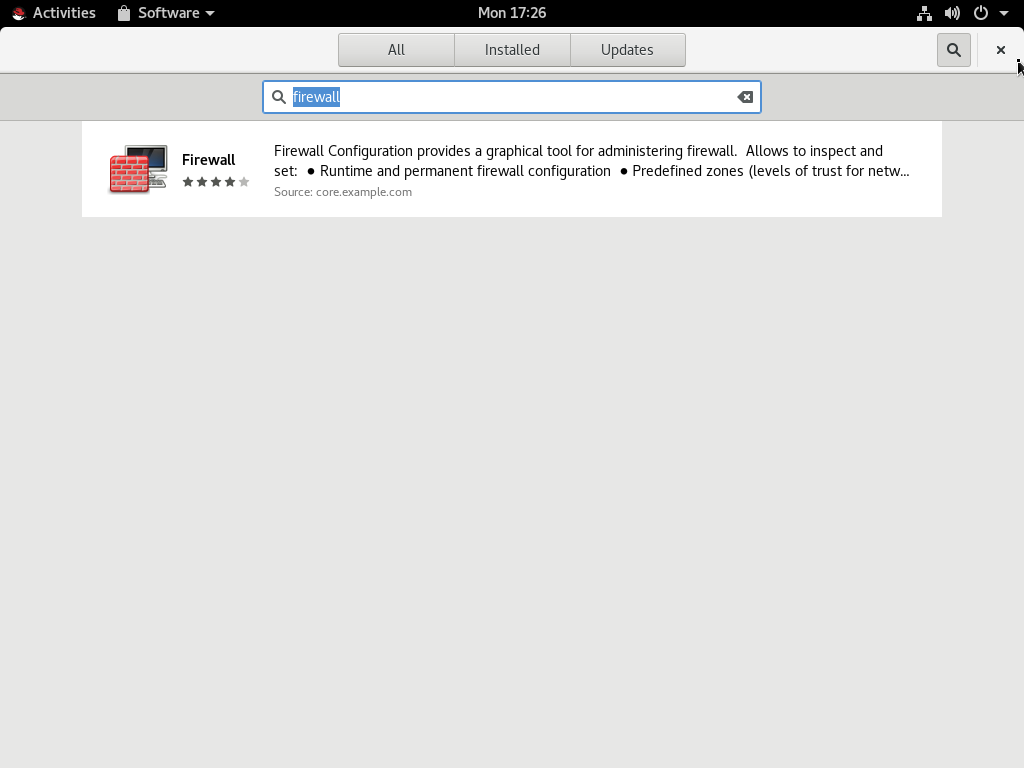 Activities Software Mon 17:26
All Installed Updates
firewall
Firewall
Firewall Configuration provides a graphical tool for administering firewall.  Allows to inspect and
set:  ● Runtime and permanent firewall configuration  ● Predefined zones (levels of trust for netw...
Source: core.example.com